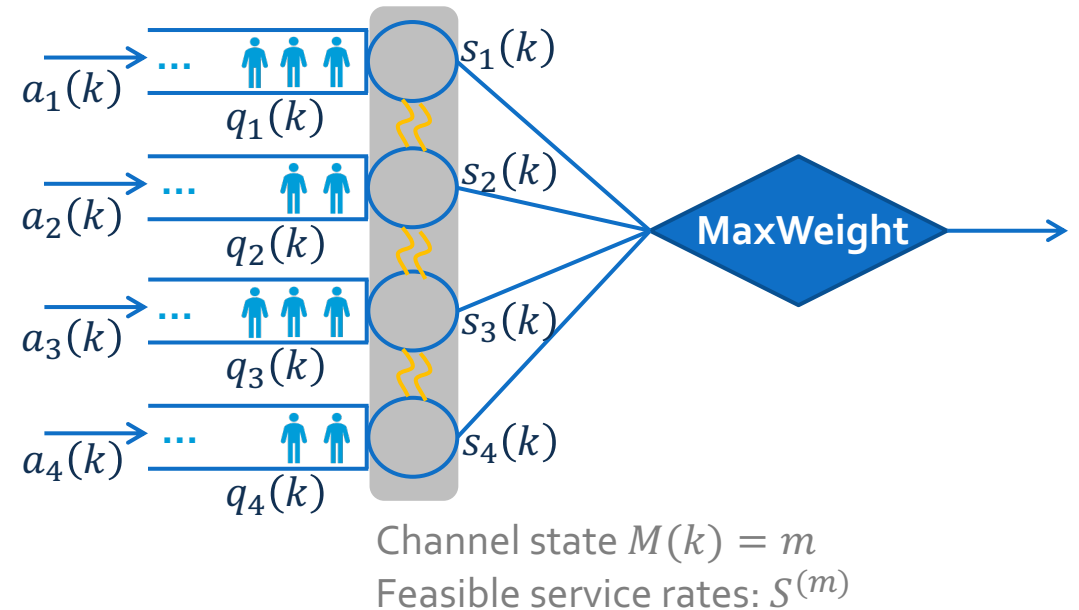 s₁(k)
...
a₁(k)
q₁(k)
s₂(k)
...
a₂(k)
q₂(k)
MaxWeight
...
s₃(k)
a₃(k)
q₃(k)
...
s₄(k)
a₄(k)
q₄(k)
Channel state M(k) = m
Feasible service rates: S⁽ᵐ⁾